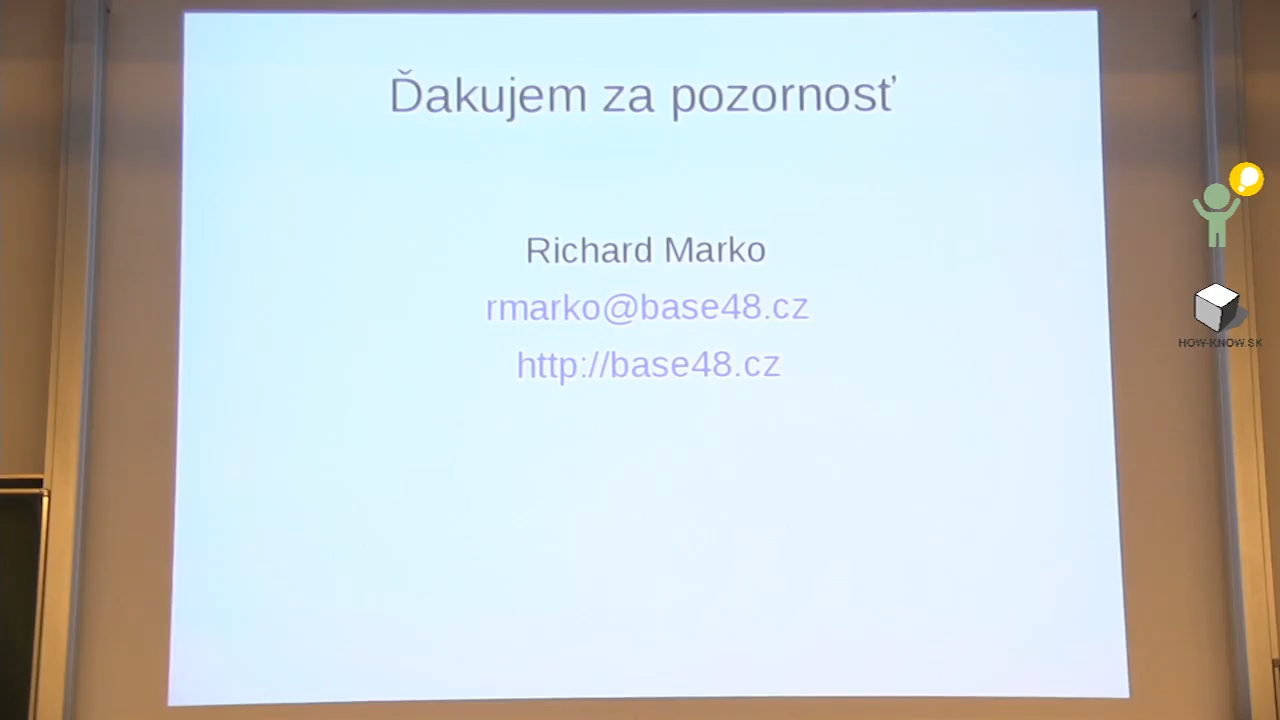 Ďakujem za pozornosť
Richard Marko
rmarko@base48.cz
http://base48.cz
HOW-KNOW.SK